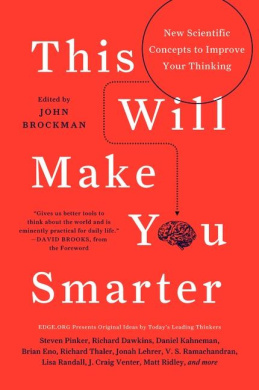 New Scientific
Concepts to Improve
Your Thinking
This
Edited by
JOHN
BROCKMAN
Will
Make
"Gives us better tools to
think about the world and is
eminently practical for daily life."
—DAVID BROOKS, from
the Foreword
You
Smarter
EDGE.ORG Presents Original Ideas by Today's Leading Thinkers
Steven Pinker, Richard Dawkins, Daniel Kahneman,
Brian Eno, Richard Thaler, Jonah Lehrer, V. S. Ramachandran,
Lisa Randall, J. Craig Venter, Matt Ridley, and more